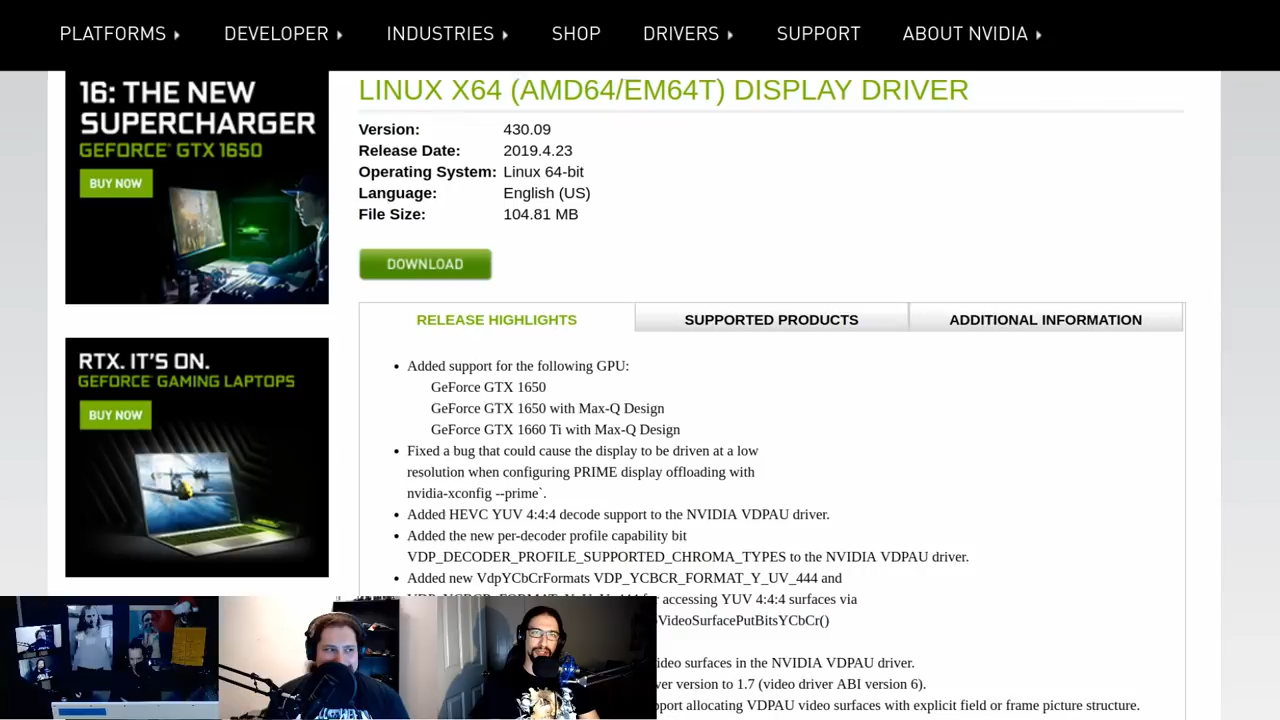 PLATFORMS DEVELOPER INDUSTRIES SHOP DRIVERS SUPPORT ABOUT NVIDIA
16: THE NEW
SUPERCHARGER
GEFORCE® GTX 1650
BUY NOW
RTX. IT'S ON.
GEFORCE® GAMING LAPTOPS
BUY NOW
LINUX X64 (AMD64/EM64T) DISPLAY DRIVER
Version: 430.09
Release Date: 2019.4.23
Operating System: Linux 64-bit
Language: English (US)
File Size: 104.81 MB
DOWNLOAD
RELEASE HIGHLIGHTS SUPPORTED PRODUCTS ADDITIONAL INFORMATION
• Added support for the following GPU:
GeForce GTX 1650
GeForce GTX 1650 with Max-Q Design
GeForce GTX 1660 Ti with Max-Q Design
• Fixed a bug that could cause the display to be driven at a low
resolution when configuring PRIME display offloading with
nvidia-xconfig --prime`.
• Added HEVC YUV 4:4:4 decode support to the NVIDIA VDPAU driver.
• Added the new per-decoder profile capability bit
VDP_DECODER_PROFILE_SUPPORTED_CHROMA_TYPES to the NVIDIA VDPAU driver.
• Added new VdpYCbCrFormats VDP_YCBCR_FORMAT_Y_UV_444 and
accessing YUV 4:4:4 surfaces via
VideoSurfacePutBitsYCbCr()
video surfaces in the NVIDIA VDPAU driver.
version to 1.7 (video driver ABI version 6).
allocating VDPAU video surfaces with explicit field or frame picture structure.